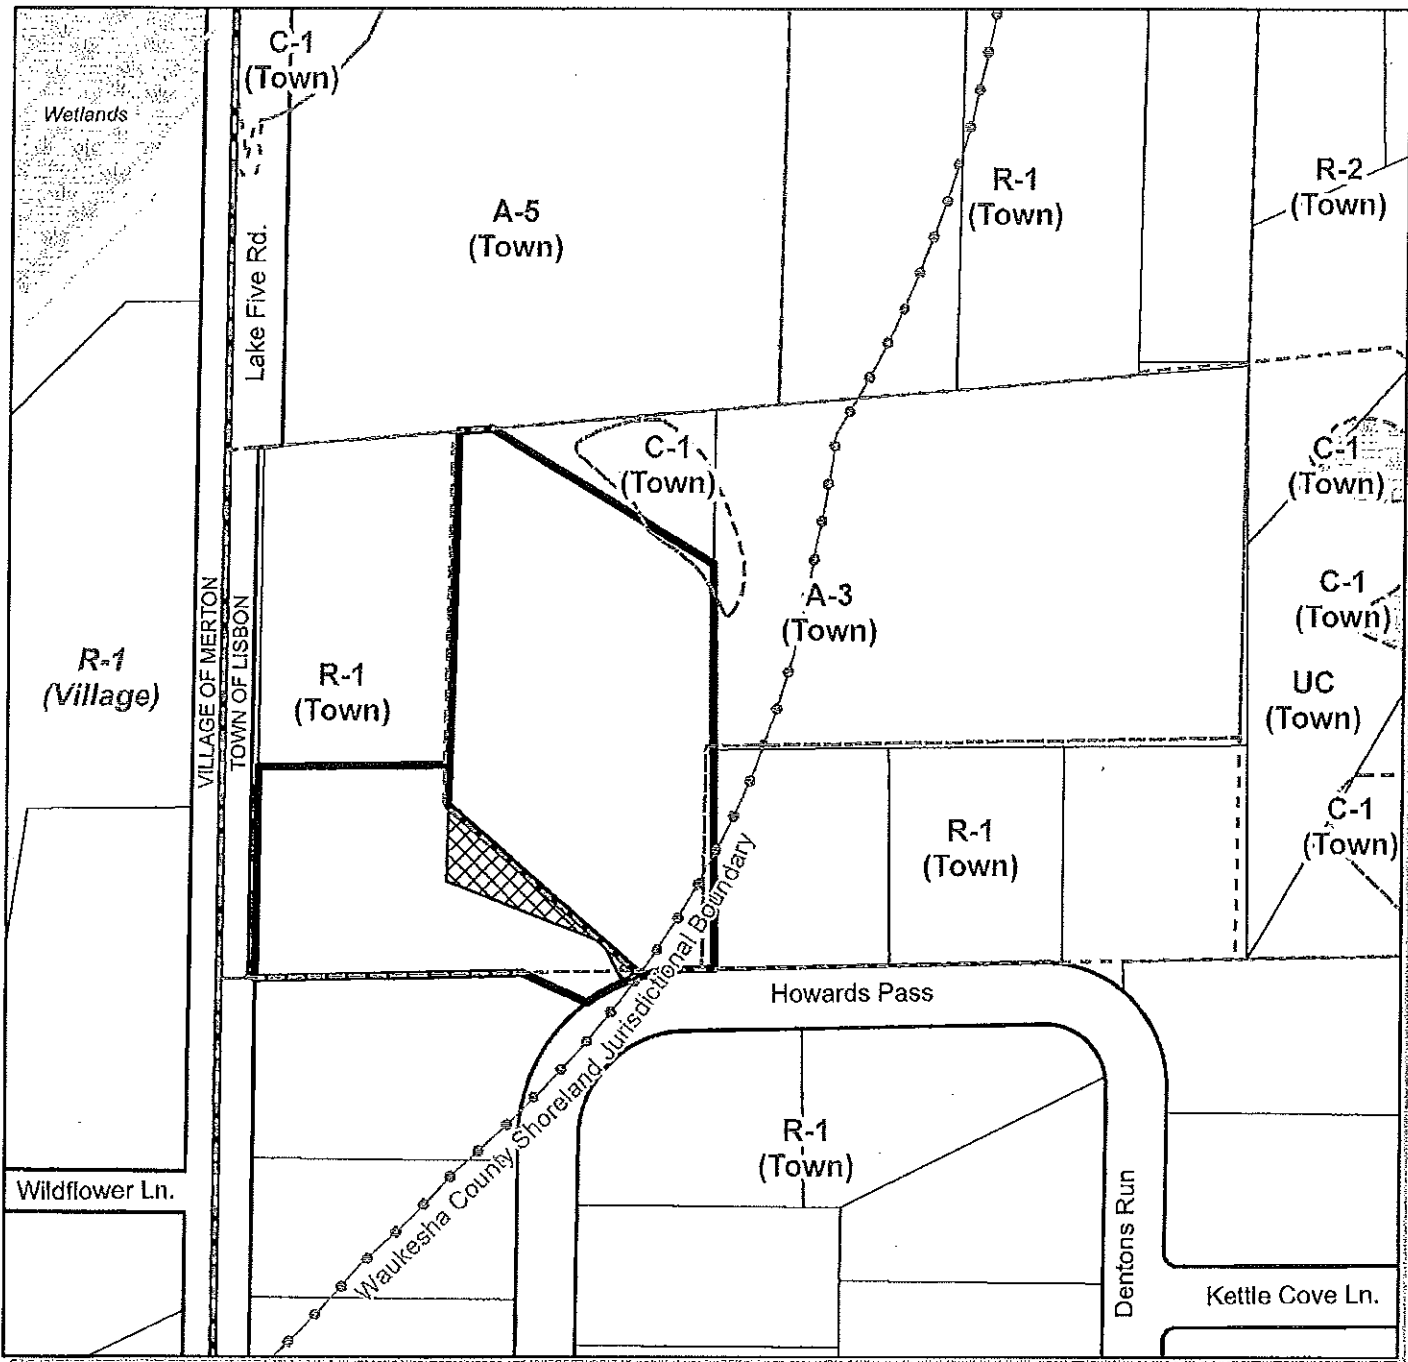 C-1
(Town)
Wetlands
Lake Five Rd.
A-5
(Town)
R-1
(Town)
R-2
(Town)
C-1
(Town)
C-1
(Town)
A-3
(Town)
C-1
(Town)
R-1
(Village)
VILLAGE OF MERTON
TOWN OF LISBON
R-1
(Town)
UC
(Town)
R-1
(Town)
C-1
(Town)
Waukesha County Shoreland Jurisdictional Boundary
Howards Pass
R-1
(Town)
Wildflower Ln.
Dentons Run
Kettle Cove Ln.